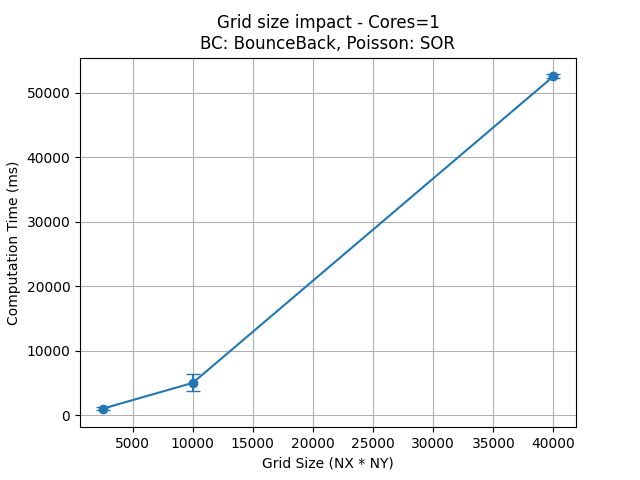 Grid size impact - Cores=1
BC: BounceBack, Poisson: SOR
Computation Time (ms)
50000
40000
30000
20000
10000
0
5000 10000 15000 20000 25000 30000 35000 40000
Grid Size (NX * NY)